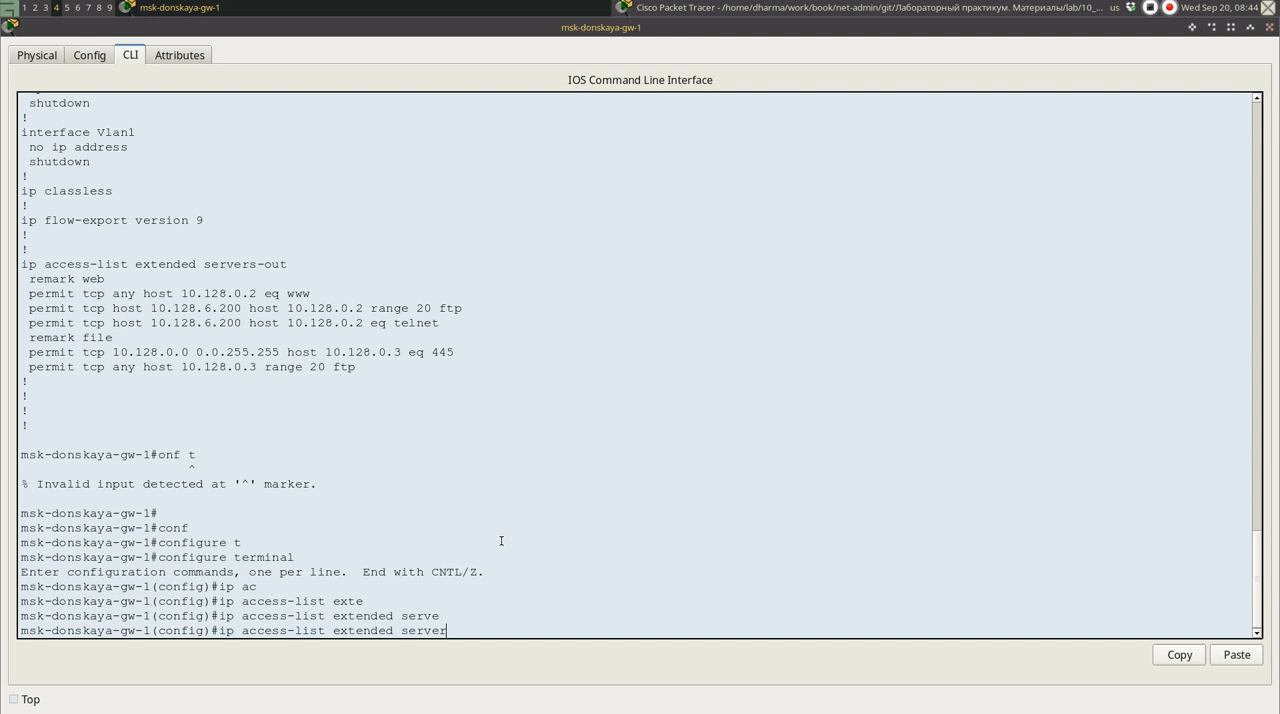 1 2 3 4 5 6 7 8 9 msk-donskaya-gw-1 Cisco Packet Tracer - /home/dharma/work/book/net-admin/git/Лабораторный практикум. Материалы/lab/10_... us Wed Sep 20, 08:44
msk-donskaya-gw-1
Physical Config CLI Attributes
IOS Command Line Interface
shutdown
!
interface Vlan1
no ip address
shutdown
!
ip classless
!
ip flow-export version 9
!
!
ip access-list extended servers-out
remark web
permit tcp any host 10.128.0.2 eq www
permit tcp host 10.128.6.200 host 10.128.0.2 range 20 ftp
permit tcp host 10.128.6.200 host 10.128.0.2 eq telnet
remark file
permit tcp 10.128.0.0 0.0.255.255 host 10.128.0.3 eq 445
permit tcp any host 10.128.0.3 range 20 ftp
!
!
!
!
msk-donskaya-gw-1#onf t
^
% Invalid input detected at '^' marker.
msk-donskaya-gw-1#
msk-donskaya-gw-1#conf
msk-donskaya-gw-1#configure t
msk-donskaya-gw-1#configure terminal
Enter configuration commands, one per line. End with CNTL/Z.
msk-donskaya-gw-1(config)#ip ac
msk-donskaya-gw-1(config)#ip access-list exte
msk-donskaya-gw-1(config)#ip access-list extended serve
msk-donskaya-gw-1(config)#ip access-list extended server
Copy Paste
Top